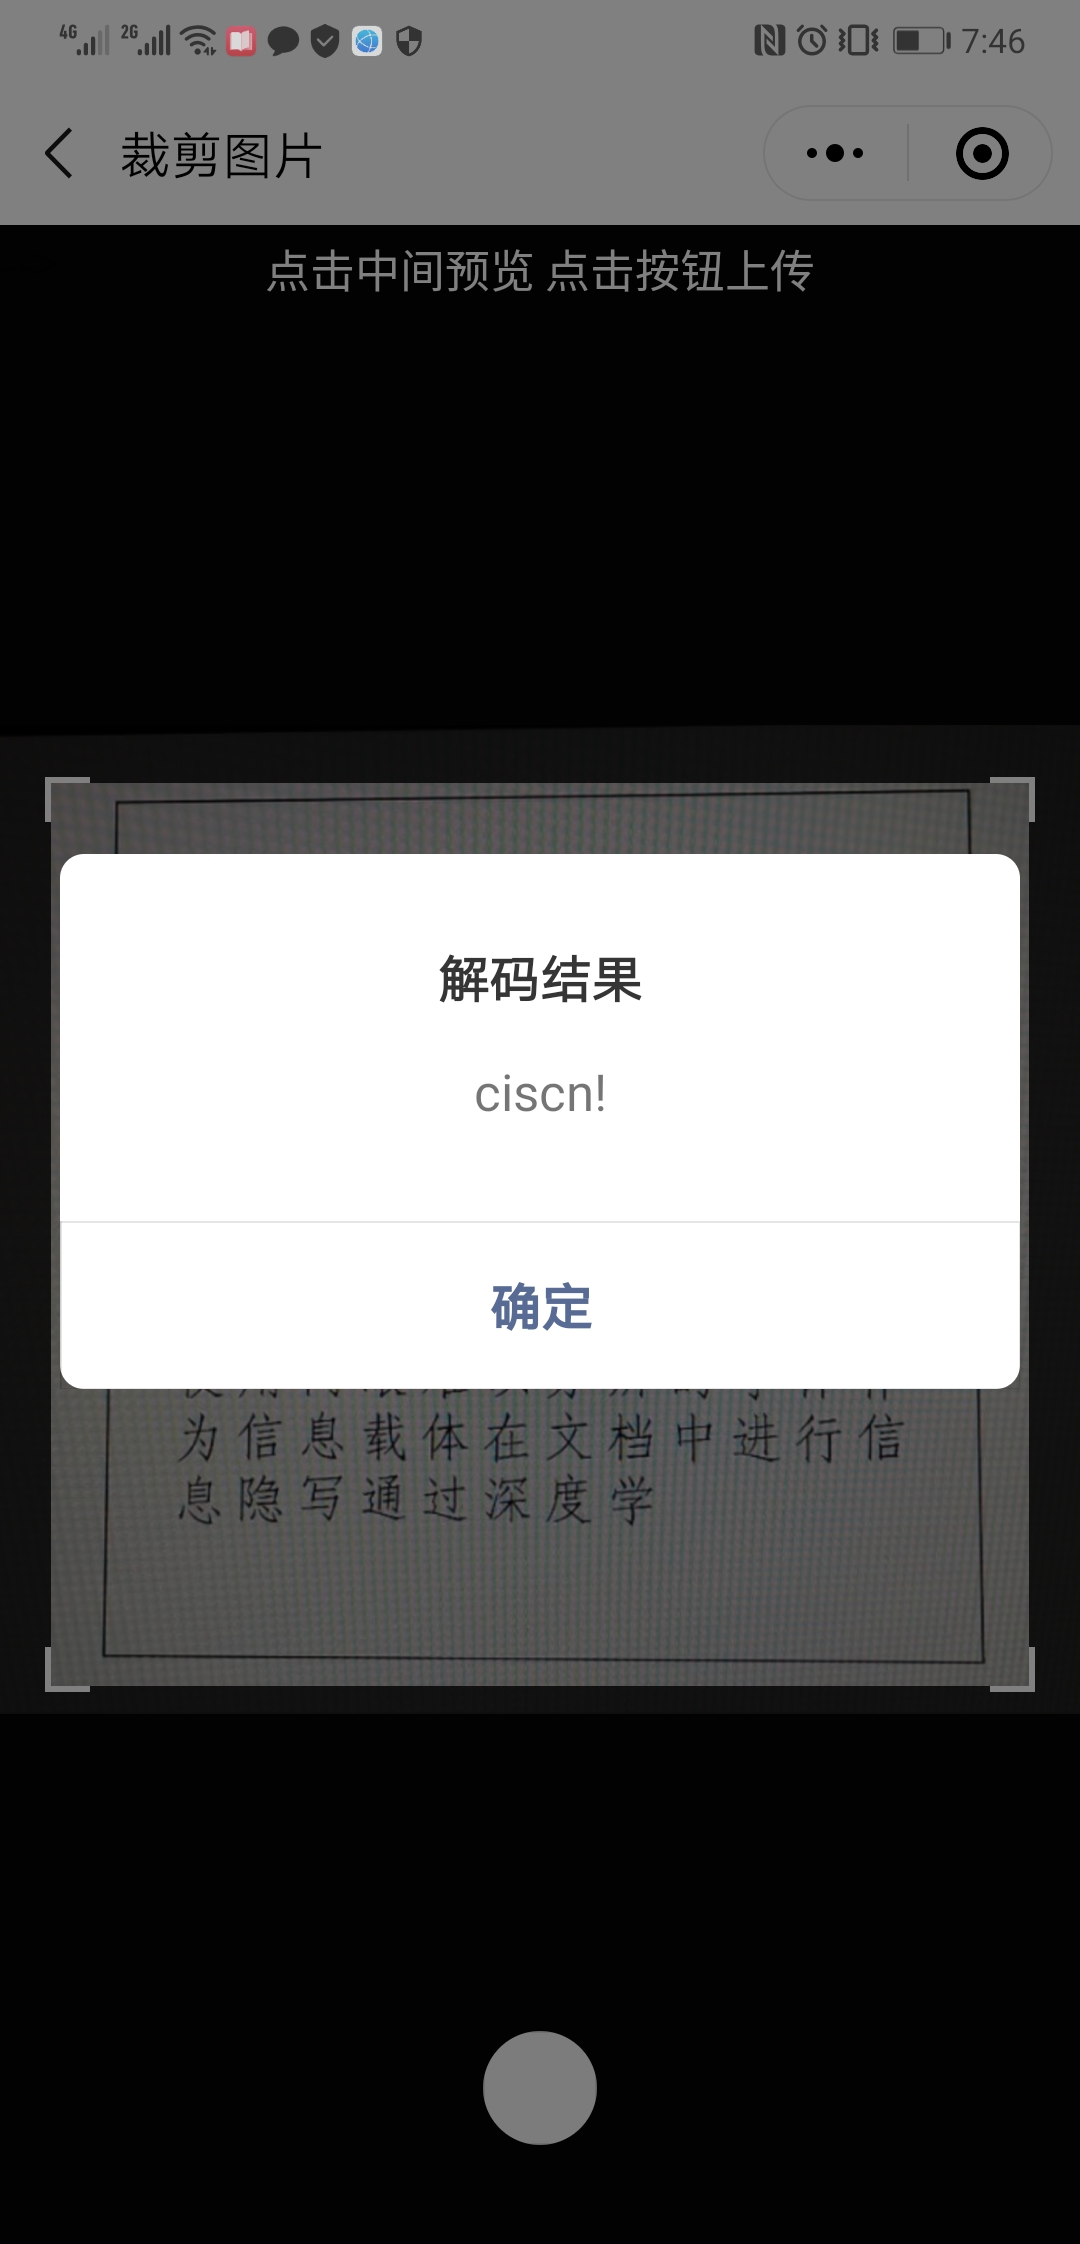 4G 2G 7:46
裁剪图片
点击中间预览 点击按钮上传
解码结果
ciscn!
确定
为信息载体在文档中进行信
息隐写通过深度学